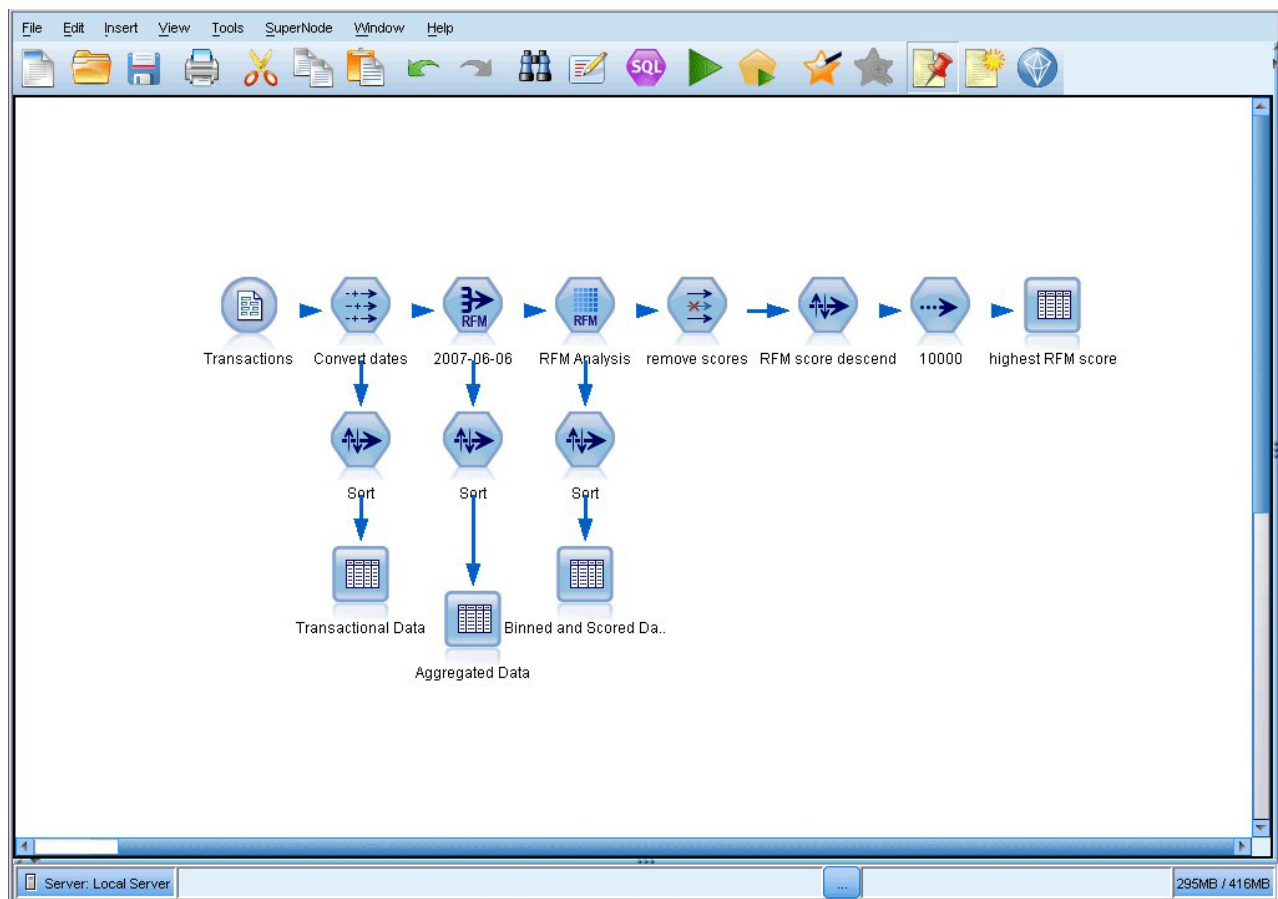 File Edit Insert View Tools SuperNode Window Help
SQL
RFM RFM
Transactions Convert dates 2007-06-06 RFM Analysis remove scores RFM score descend 10000 highest RFM score
Sort Sort Sort
Transactional Data Binned and Scored Da..
Aggregated Data
Server: Local Server ... 295MB / 416MB